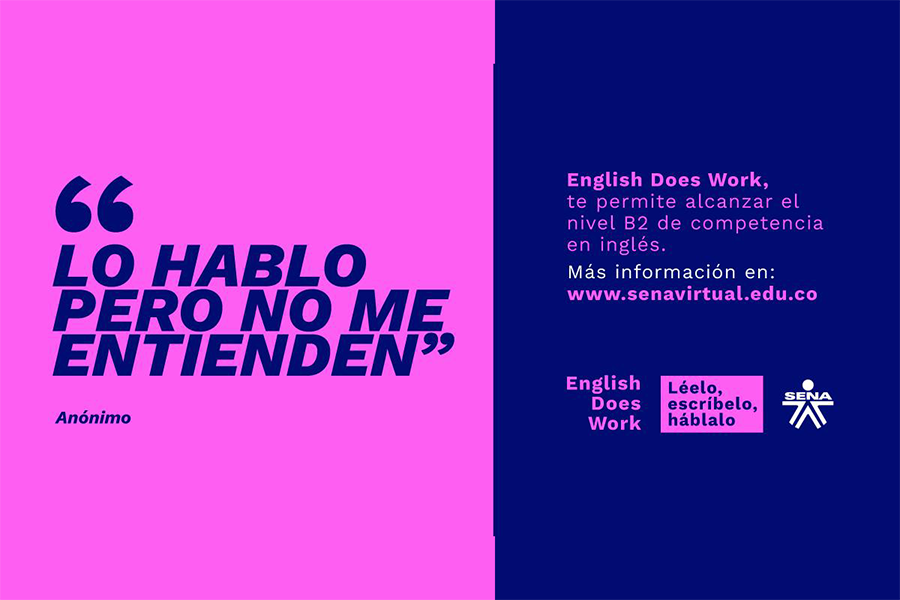 “
LO HABLO
PERO NO ME
ENTIENDEN”
Anónimo
English Does Work,
te permite alcanzar el
nivel B2 de competencia
en inglés.
Más información en:
www.senavirtual.edu.co
English
Does
Work
Léelo,
escríbelo,
háblalo
SENA